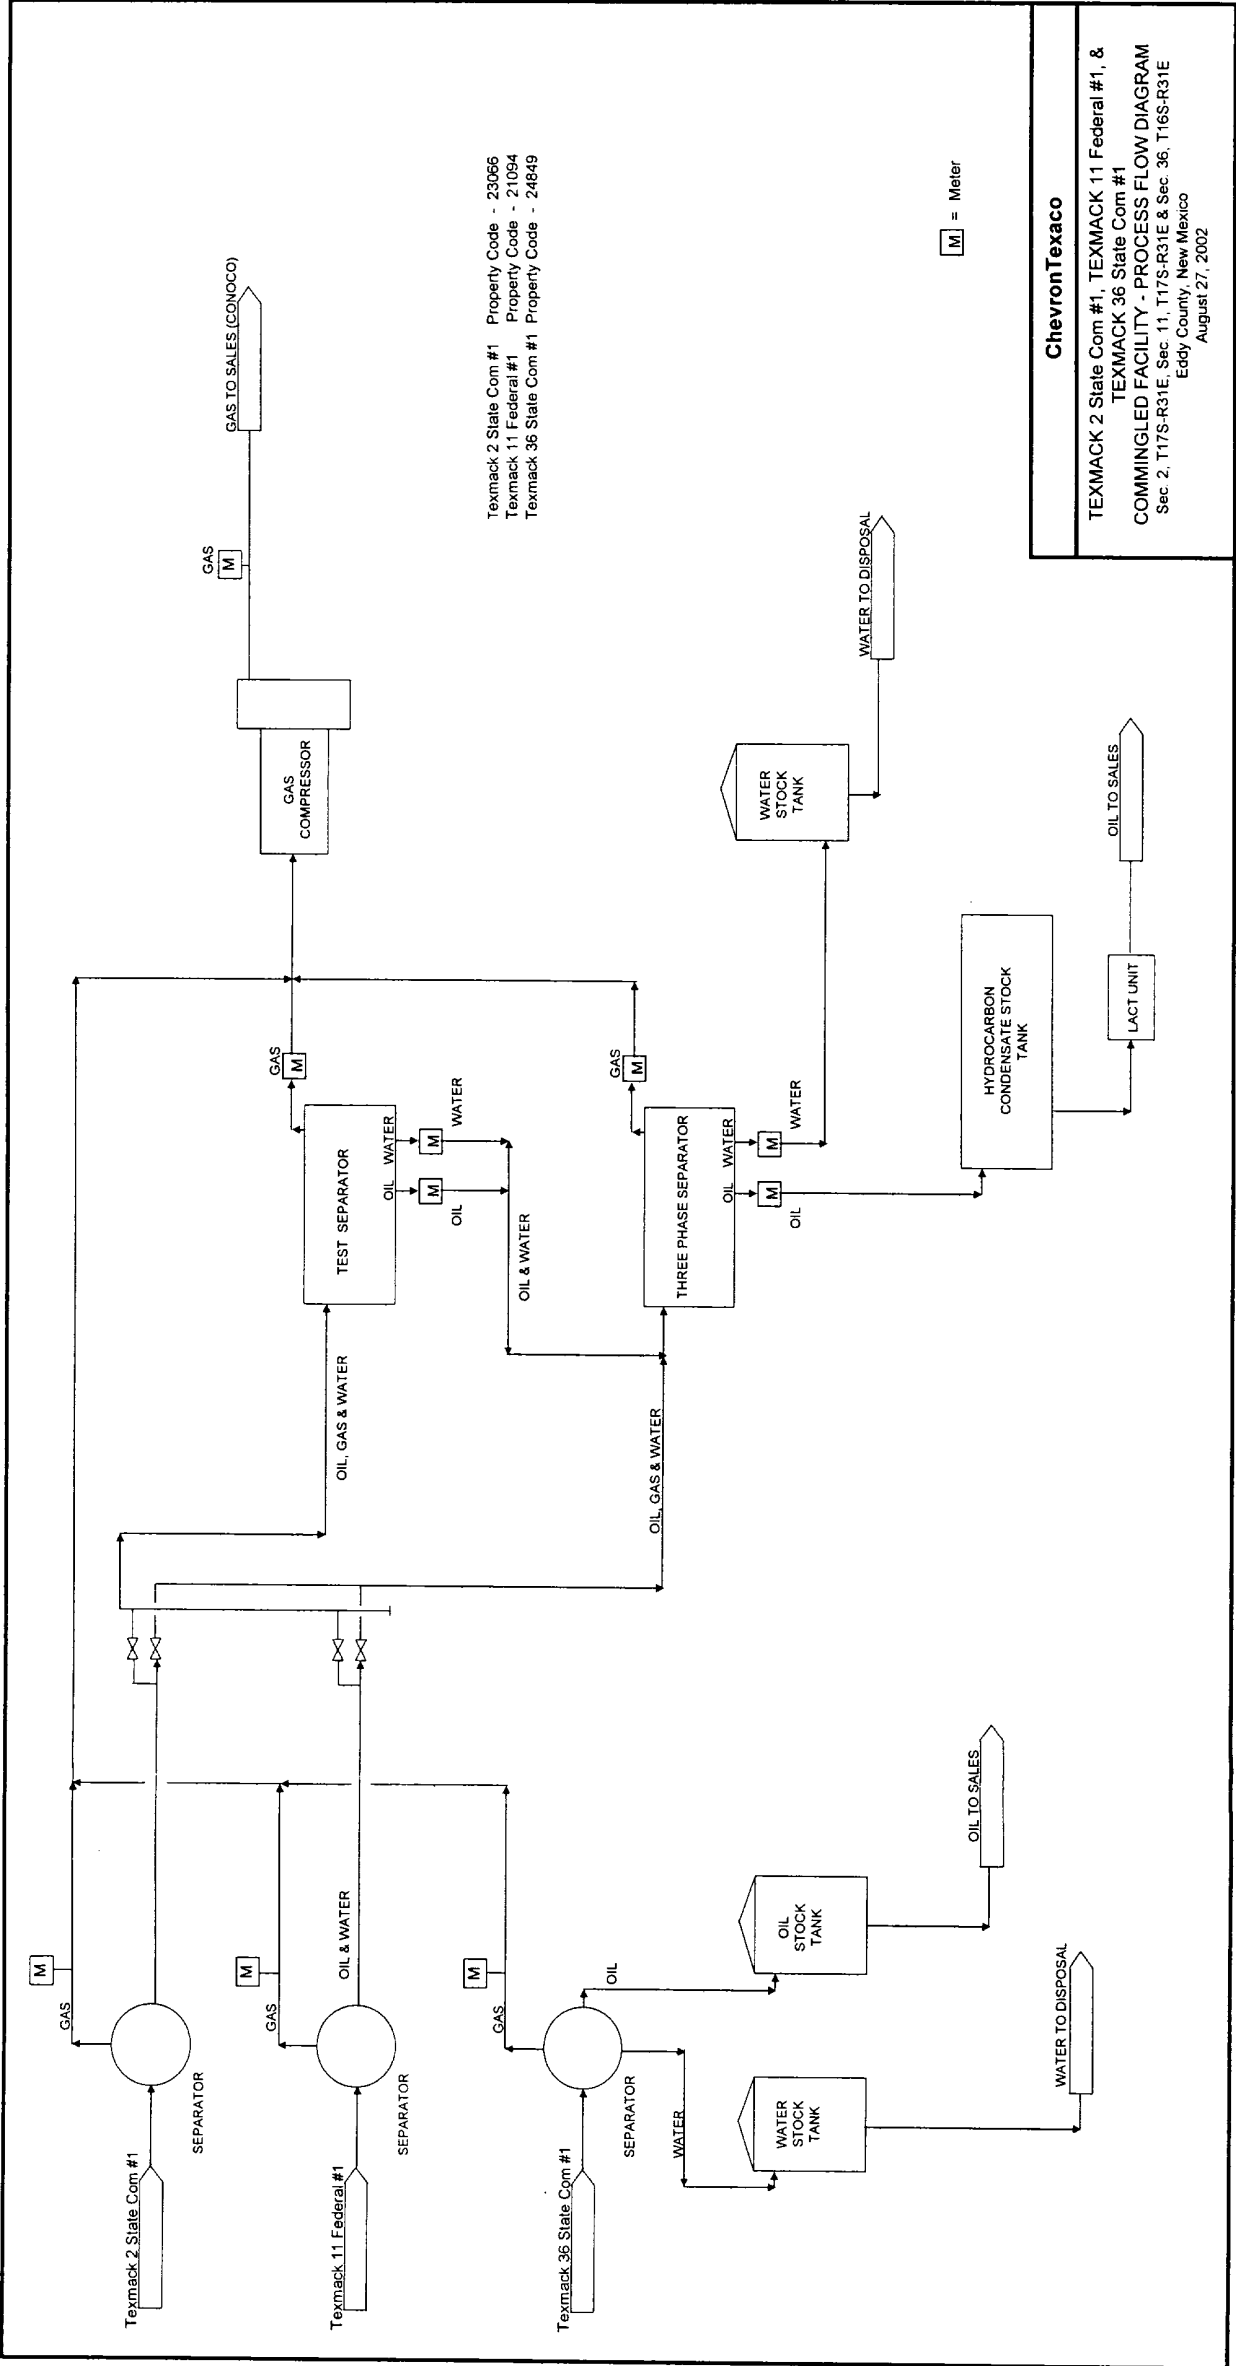 Texmack 2 State Com #1
SEPARATOR
GAS
M
Texmack 11 Federal #1
SEPARATOR
GAS
M
OIL & WATER
Texmack 36 State Com #1
SEPARATOR
GAS
M
OIL
WATER
WATER
STOCK
TANK
WATER TO DISPOSAL
OIL
STOCK
TANK
OIL TO SALES
OIL, GAS & WATER
TEST SEPARATOR
GAS
M
OIL
WATER
M
M
OIL
WATER
OIL & WATER
OIL, GAS & WATER
THREE PHASE SEPARATOR
GAS
M
OIL
WATER
M
M
OIL
WATER
HYDROCARBON
CONDENSATE STOCK
TANK
LACT UNIT
OIL TO SALES
WATER
STOCK
TANK
WATER TO DISPOSAL
GAS
COMPRESSOR
GAS
M
GAS TO SALES (CONOCO)
Texmack 2 State Com #1 Property Code - 23066
Texmack 11 Federal #1 Property Code - 21094
Texmack 36 State Com #1 Property Code - 24849
M = Meter
ChevronTexaco
TEXMACK 2 State Com #1, TEXMACK 11 Federal #1, &
TEXMACK 36 State Com #1
COMMINGLED FACILITY - PROCESS FLOW DIAGRAM
Sec. 2, T17S-R31E, Sec. 11, T17S-R31E & Sec. 36, T16S-R31E
Eddy County, New Mexico
August 27, 2002